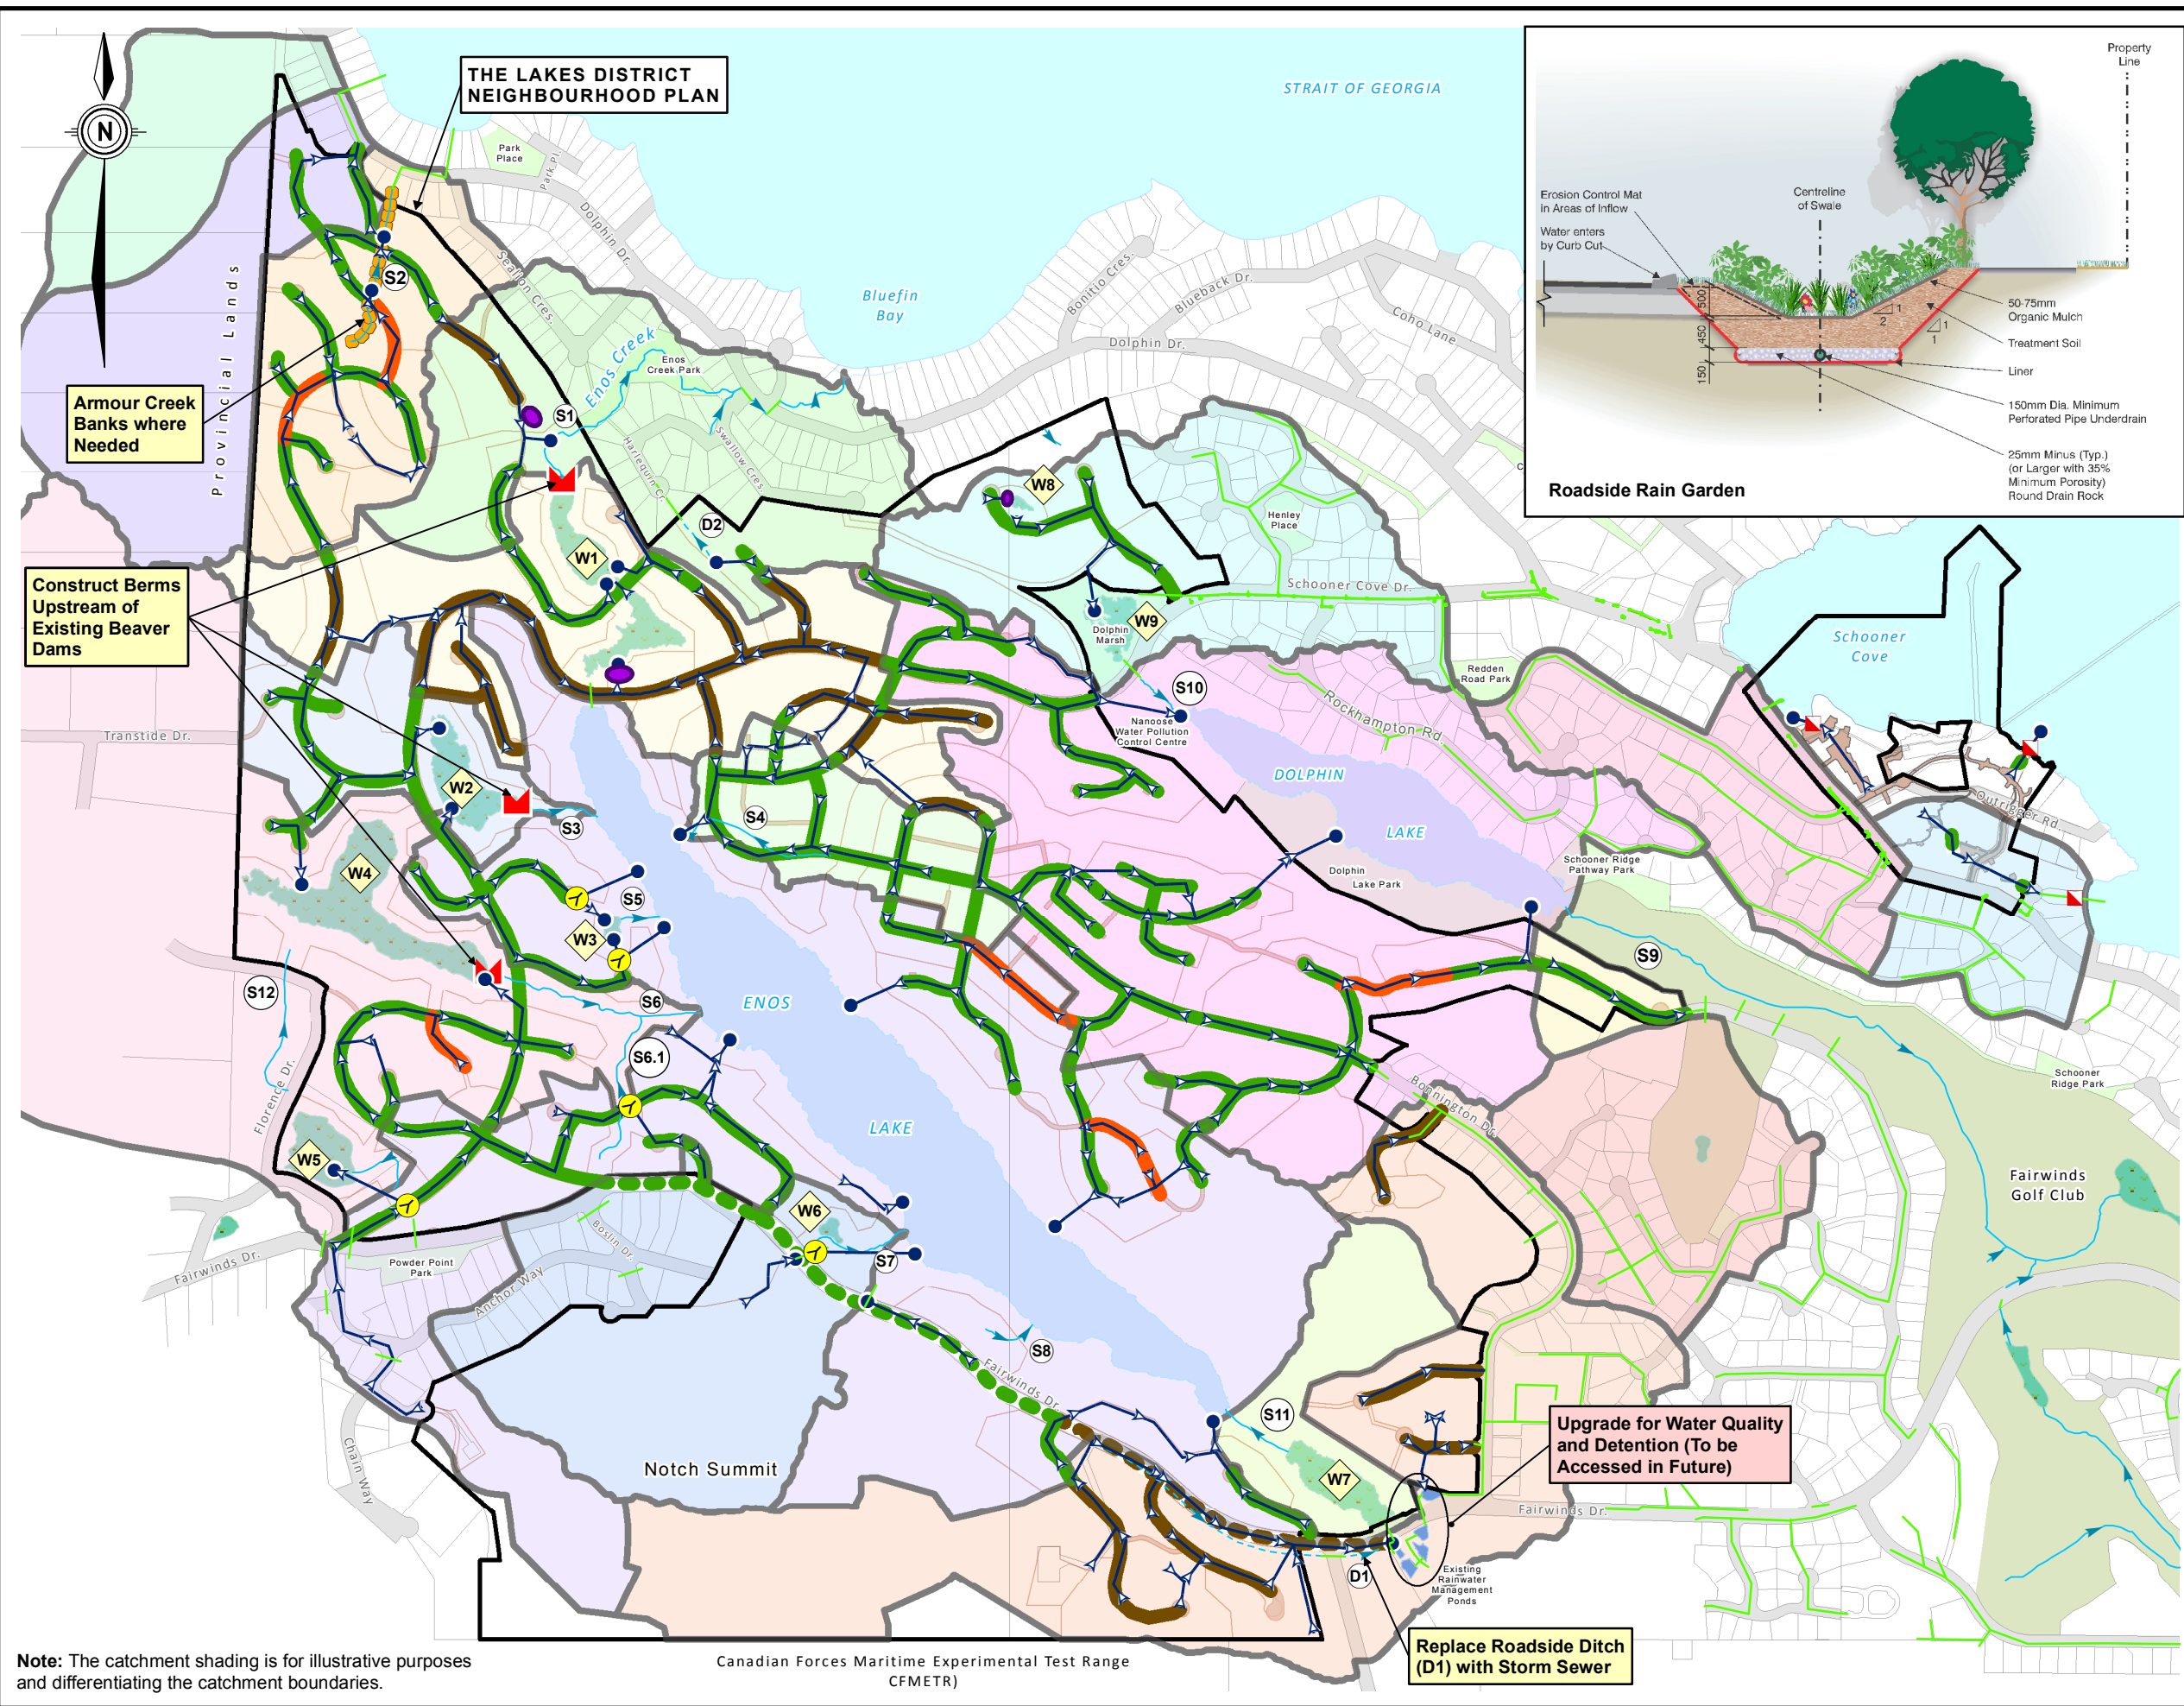 THE LAKES DISTRICT
NEIGHBOURHOOD PLAN
STRAIT OF GEORGIA
Property
Line
Erosion Control Mat
in Areas of Inflow
Centreline
of Swale
Water enters
by Curb Cut
500
450
150
1
2
1
1
50-75mm
Organic Mulch
Treatment Soil
Liner
150mm Dia. Minimum
Perforated Pipe Underdrain
25mm Minus (Typ.)
(or Larger with 35%
Minimum Porosity)
Round Drain Rock
Roadside Rain Garden
N
Park
Place
Park Pl.
Dolphin Dr.
Sealion Cres.
Bluefin
Bay
Bonitio Cres.
Blueback Dr.
Coho Lane
Dolphin Dr.
Provincial Lands
S2
Enos Creek
Enos
Creek Park
S1
Harlequin Cr.
Swallow Cres.
Armour Creek
Banks where
Needed
D2
W8
Henley
Place
Schooner Cove Dr.
W1
W9
Dolphin
Marsh
Construct Berms
Upstream of
Existing Beaver
Dams
Schooner
Cove
Redden
Road Park
S10
Rockhampton Rd.
Nanoose
Water Pollution
Control Centre
Transtide Dr.
DOLPHIN
LAKE
W2
S3
S4
Outrigger Rd.
Schooner Ridge
Pathway Park
Dolphin
Lake Park
W4
S5
W3
S9
S12
S6
ENOS
S6.1
LAKE
Florence Dr.
Schooner
Ridge Park
Bonnington Dr.
W5
W6
S7
Fairwinds
Golf Club
Fairwinds Dr.
Powder Point
Park
Boslin Dr.
Anchor Way
S8
Fairwinds Dr.
S11
Upgrade for Water Quality
and Detention (To be
Accessed in Future)
Chain Way
Notch Summit
W7
Fairwinds Dr.
D1
Existing
Rainwater
Management
Ponds
Replace Roadside Ditch
(D1) with Storm Sewer
Note: The catchment shading is for illustrative purposes
and differentiating the catchment boundaries.
Canadian Forces Maritime Experimental Test Range
CFMETR)